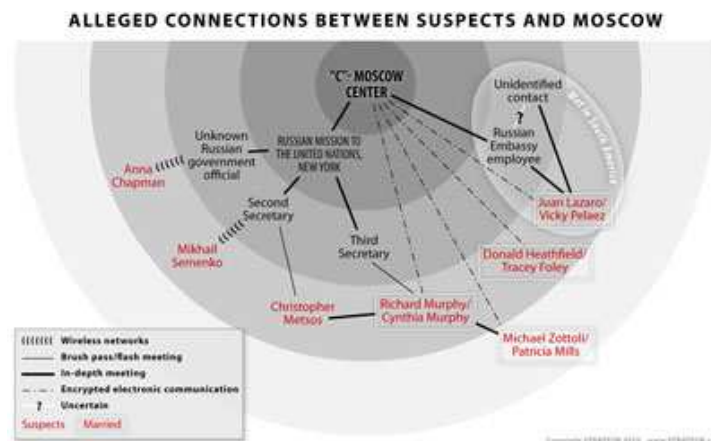 ALLEGED CONNECTIONS BETWEEN SUSPECTS AND MOSCOW
"C"- MOSCOW
CENTER
Unidentified
contact
?
Russian
Embassy
employee
Unknown
Russian
government
official
RUSSIAN MISSION TO
THE UNITED NATIONS,
NEW YORK
Anna
Chapman
Juan Lazaro/
Vicky Pelaez
Second
Secretary
Mikhail
Semenko
Third
Secretary
Donald Heathfield/
Tracey Foley
Christopher
Metsos
Richard Murphy/
Cynthia Murphy
Michael Zottoli/
Patricia Mills
Wireless networks
Brush pass/flash meeting
In-depth meeting
Encrypted electronic communication
? Uncertain
Suspects Married